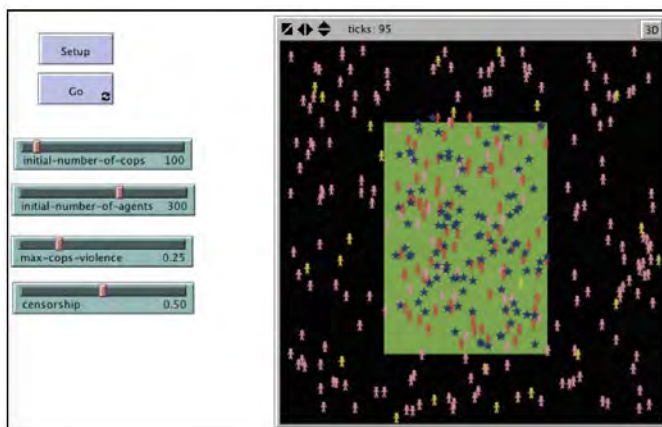 Setup
Go
initial-number-of-cops 100
initial-number-of-agents 300
max-cops-violence 0.25
censorship 0.50
ticks: 95
3D